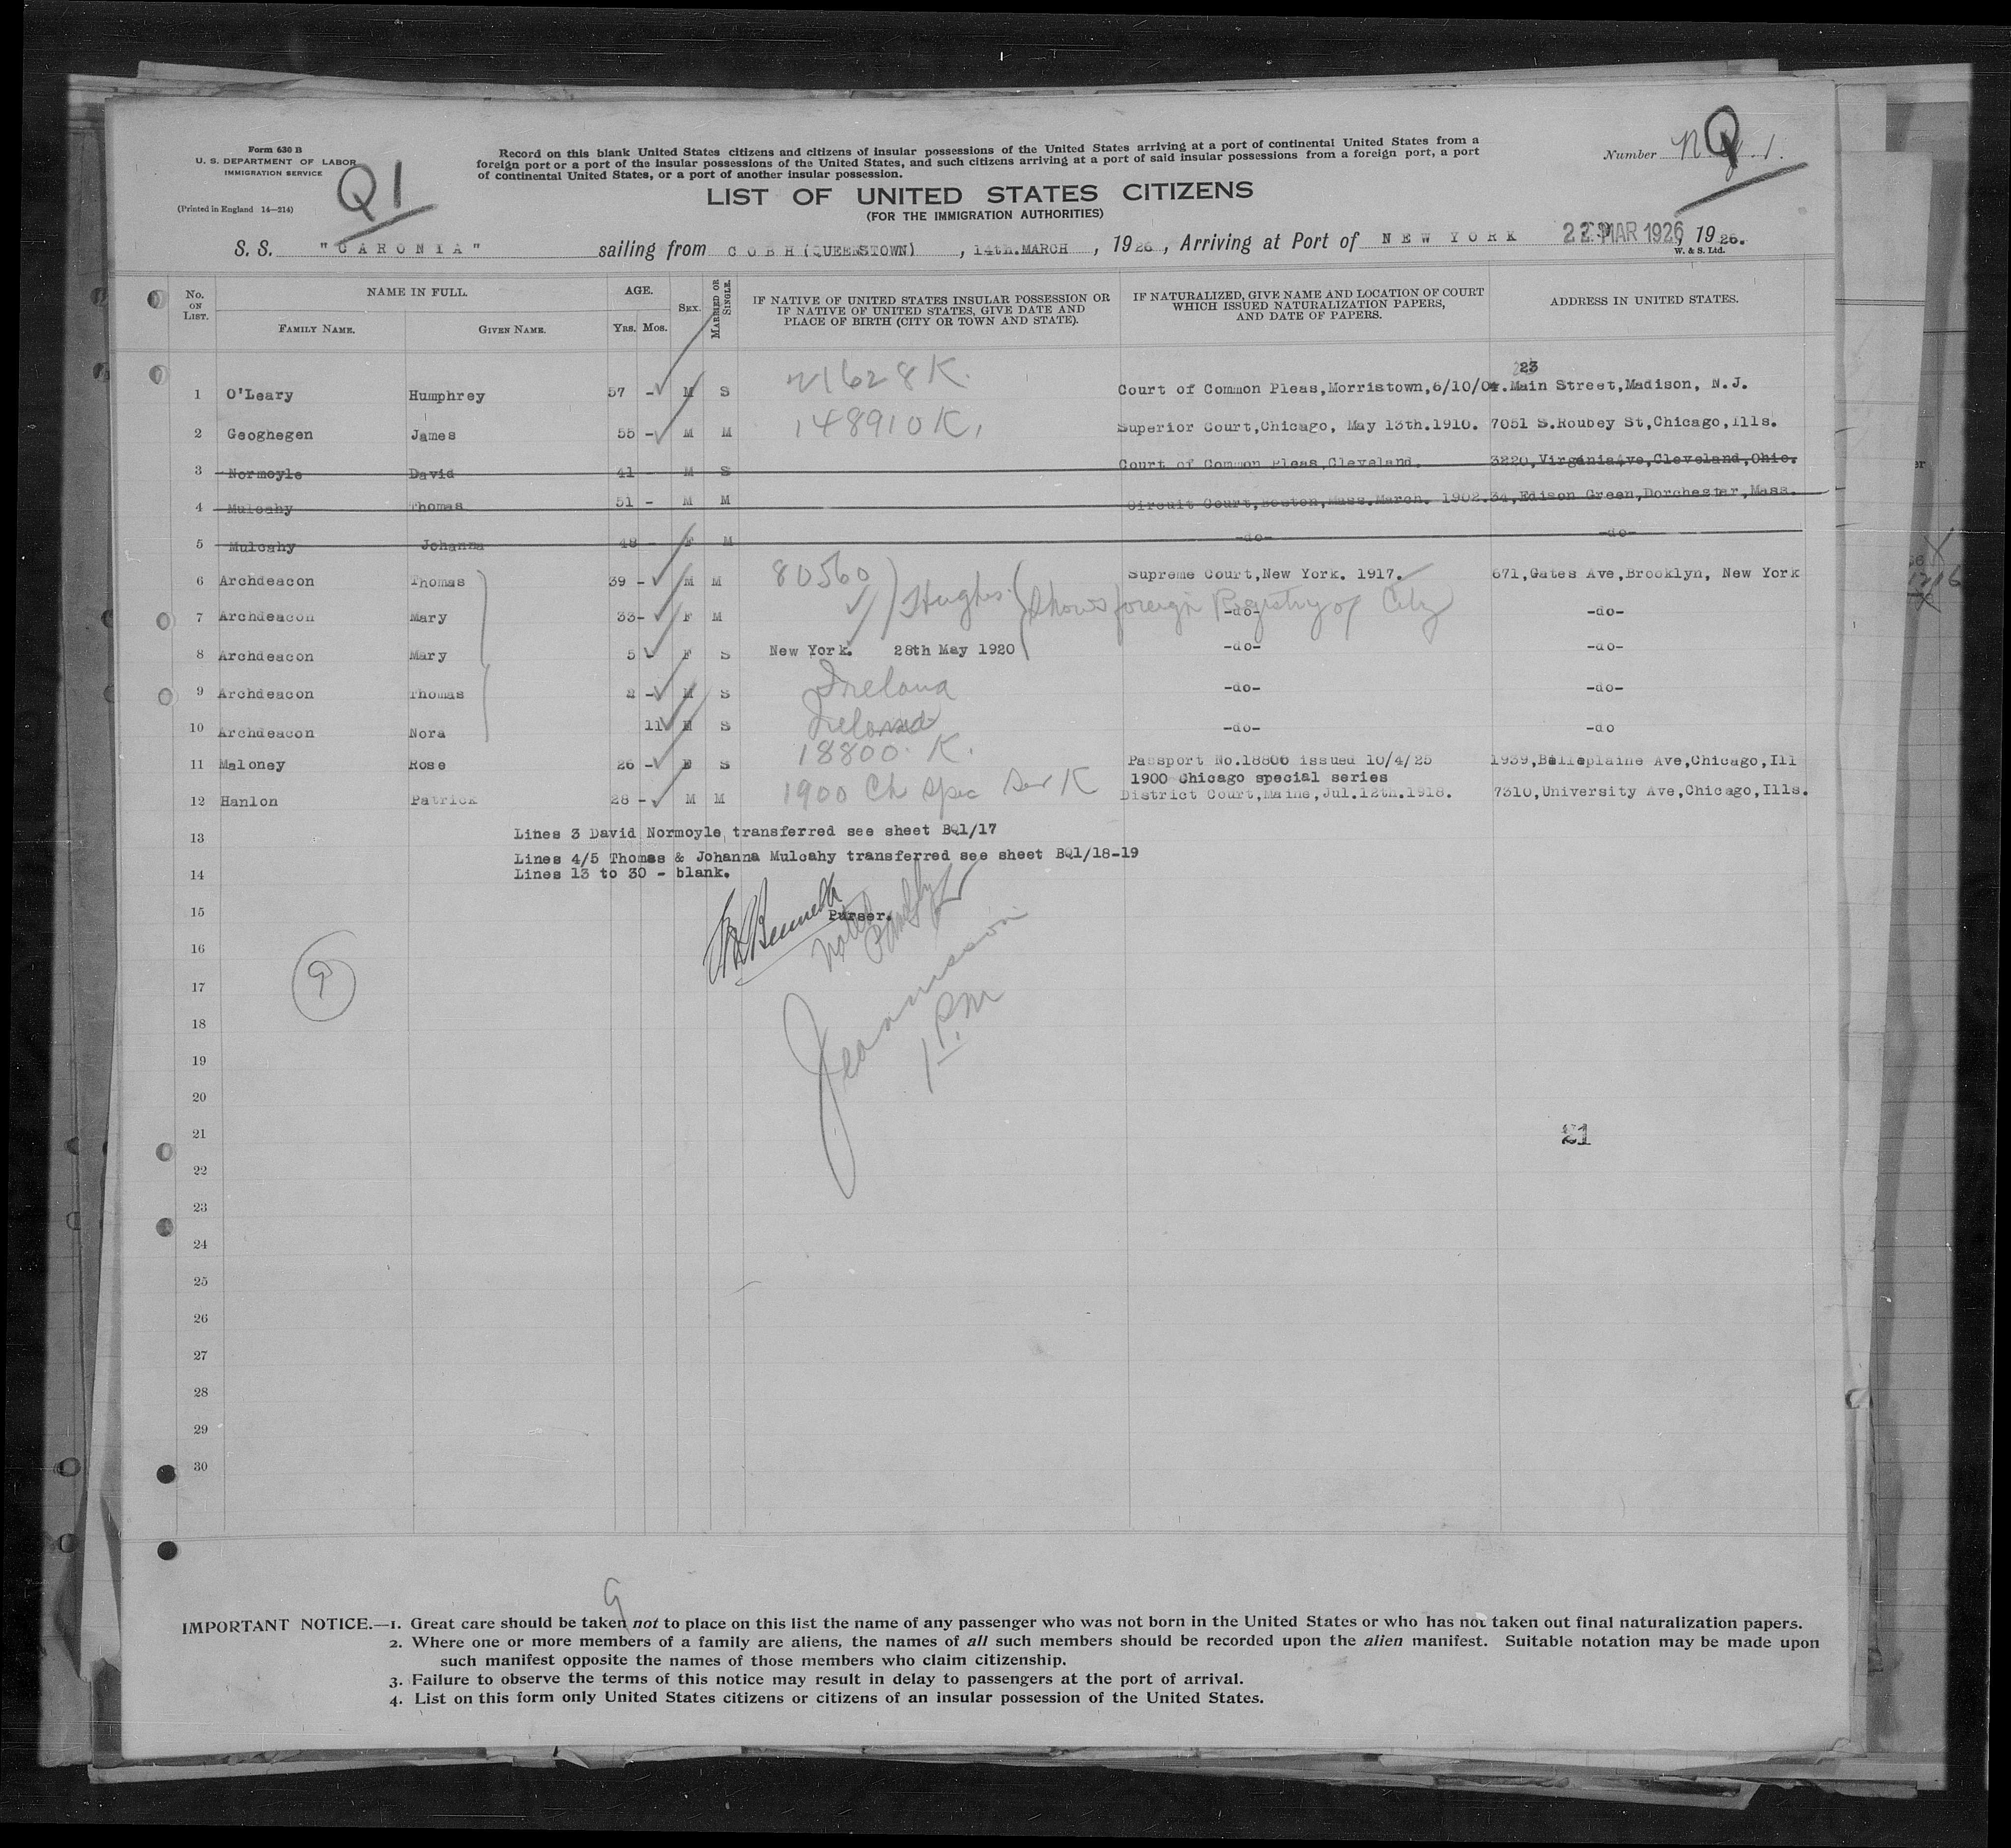 Form 630 B
U. S. DEPARTMENT OF LABOR
IMMIGRATION SERVICE
(Printed in England 14—214)
Q1
Record on this blank United States citizens and citizens of insular possessions of the United States arriving at a port of continental United States from a
foreign port or a port of the insular possessions of the United States, and such citizens arriving at a port of said insular possessions from a foreign port, a port
of continental United States, or a port of another insular possession.
Number
Q
1.
LIST OF UNITED STATES CITIZENS
(FOR THE IMMIGRATION AUTHORITIES)
S. S. "CARONIA" sailing from COBH (QUEENSTOWN), 14th.MARCH, 1926, Arriving at Port of NEW YORK 22 MAR 1926, 1926.
W. & S. Ltd.
No. ON LIST. NAME IN FULL. AGE. SEX. MARRIED OR SINGLE. IF NATIVE OF UNITED STATES INSULAR POSSESSION OR IF NATIVE OF UNITED STATES, GIVE DATE AND PLACE OF BIRTH (CITY OR TOWN AND STATE). IF NATURALIZED, GIVE NAME AND LOCATION OF COURT WHICH ISSUED NATURALIZATION PAPERS, AND DATE OF PAPERS. ADDRESS IN UNITED STATES.
FAMILY NAME. GIVEN NAME. YRS. MOS.
23
1 O'Leary Humphrey 57 - M S 21628 K. Court of Common Pleas,Morristown,6/10/04. Main Street,Madison, N.J.
2 Geoghegen James 55 - M M 148910 K, Superior Court,Chicago, May 13th.1910. 7051 S.Roubey St,Chicago,Ills.
3 Normoyle David 41 - M S Court of Common Pleas,Cleveland. 3220,VirginiaAve,Cleveland,Ohio.
4 Mulcahy Thomas 51 - M M Circuit Court,Boston,Mass.March. 1902. 34,Edison Green,Dorchester,Mass.
5 Mulcahy Johanna 48 - F M -do- -do-
6 Archdeacon Thomas 39 - M M 80560 Supreme Court,New York. 1917. 671,Gates Ave,Brooklyn, New York
7 Archdeacon Mary 33- F M Hughes. Shows foreign Registry of City -do- -do-
8 Archdeacon Mary 5 F S New York. 28th May 1920 -do- -do-
9 Archdeacon Thomas 2 - M S Ireland -do- -do-
10 Archdeacon Nora 11 S Ireland -do- -do
11 Maloney Rose 26 - S 18800 K. Passport No.18800 issued 10/4/25 1939,Belleplaine Ave,Chicago,Ill
1900 Chicago special series
12 Hanlon Patrick 28 - M M 1900 Ch Spec Ser K District Court,Maine,Jul.12th.1918. 7310,University Ave,Chicago,Ills.
13 Lines 3 David Normoyle transferred see sheet BQ1/17
Lines 4/5 Thomas & Johanna Mulcahy transferred see sheet BQ1/18-19
14 Lines 13 to 30 - blank.
15 Purser.
16
9
17
18
1 P.M
19
20
21
21
22
23
24
25
26
27
28
29
30
9
IMPORTANT NOTICE.—1. Great care should be taken not to place on this list the name of any passenger who was not born in the United States or who has not taken out final naturalization papers.
2. Where one or more members of a family are aliens, the names of all such members should be recorded upon the alien manifest. Suitable notation may be made upon
such manifest opposite the names of those members who claim citizenship.
3. Failure to observe the terms of this notice may result in delay to passengers at the port of arrival.
4. List on this form only United States citizens or citizens of an insular possession of the United States.